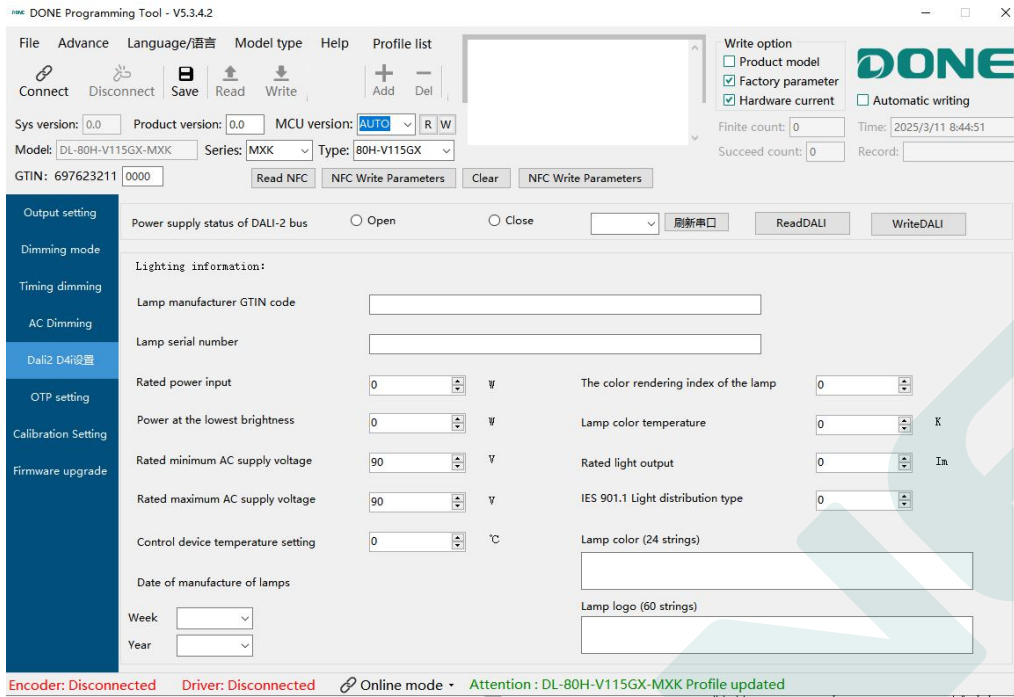 DONE DONE Programming Tool - V5.3.4.2
File Advance Language/语言 Model type Help Profile list
Connect Disconnect Save Read Write Add Del
Write option
Product model
Factory parameter
Hardware current
DONE
Automatic writing
Sys version: 0.0 Product version: 0.0 MCU version: AUTO R W
Finite count: 0 Time: 2025/3/11 8:44:51
Model: DL-80H-V115GX-MXK Series: MXK Type: 80H-V115GX
Succeed count: 0 Record:
GTIN: 697623211 0000 Read NFC NFC Write Parameters Clear NFC Write Parameters
Output setting
Dimming mode
Timing dimming
AC Dimming
Dali2 D4i设置
OTP setting
Calibration Setting
Firmware upgrade
Power supply status of DALI-2 bus Open Close 刷新串口 ReadDALI WriteDALI
Lighting information:
Lamp manufacturer GTIN code
Lamp serial number
Rated power input 0 W The color rendering index of the lamp 0
Power at the lowest brightness 0 W Lamp color temperature 0 K
Rated minimum AC supply voltage 90 V Rated light output 0 Im
Rated maximum AC supply voltage 90 V IES 901.1 Light distribution type 0
Control device temperature setting 0 ℃ Lamp color (24 strings)
Date of manufacture of lamps
Lamp logo (60 strings)
Week
Year
Encoder: Disconnected Driver: Disconnected Online mode Attention : DL-80H-V115GX-MXK Profile updated